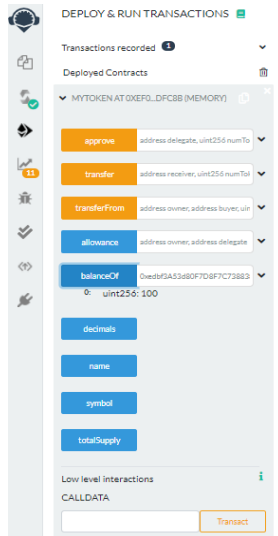 DEPLOY & RUN TRANSACTIONS
Transactions recorded 1
Deployed Contracts
MYTOKEN AT 0XEF0...DFC8B (MEMORY)
approve address delegate, uint256 numTo
transfer address receiver, uint256 numTol
transferFrom address owner, address buyer, uin
allowance address owner, address delegate
balanceOf 0xedbf3A53d80F7D8F7C73883
0: uint256: 100
decimals
name
symbol
totalSupply
11
Low level interactions i
CALLDATA
Transact